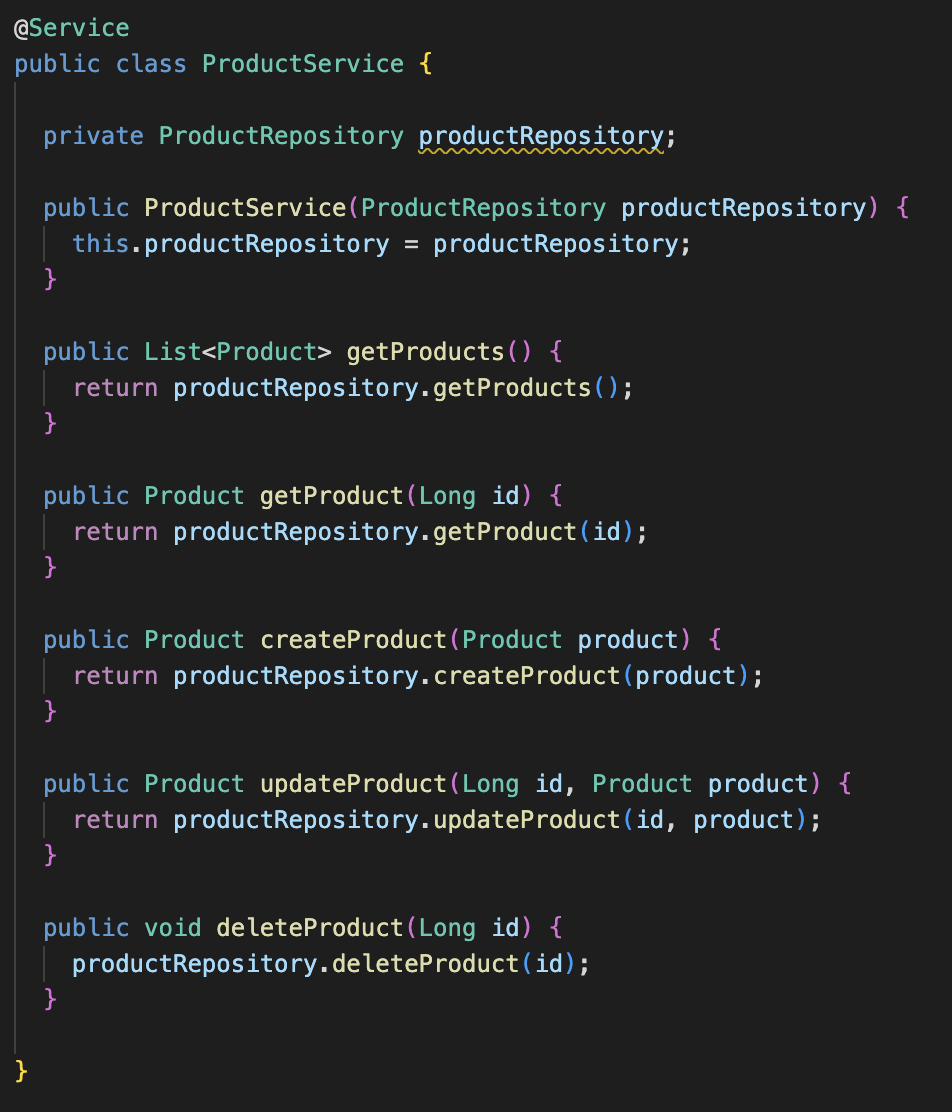 @Service
public class ProductService {
private ProductRepository productRepository;
public ProductService(ProductRepository productRepository) {
this.productRepository = productRepository;
}
public List<Product> getProducts() {
return productRepository.getProducts();
}
public Product getProduct(Long id) {
return productRepository.getProduct(id);
}
public Product createProduct(Product product) {
return productRepository.createProduct(product);
}
public Product updateProduct(Long id, Product product) {
return productRepository.updateProduct(id, product);
}
public void deleteProduct(Long id) {
productRepository.deleteProduct(id);
}
}